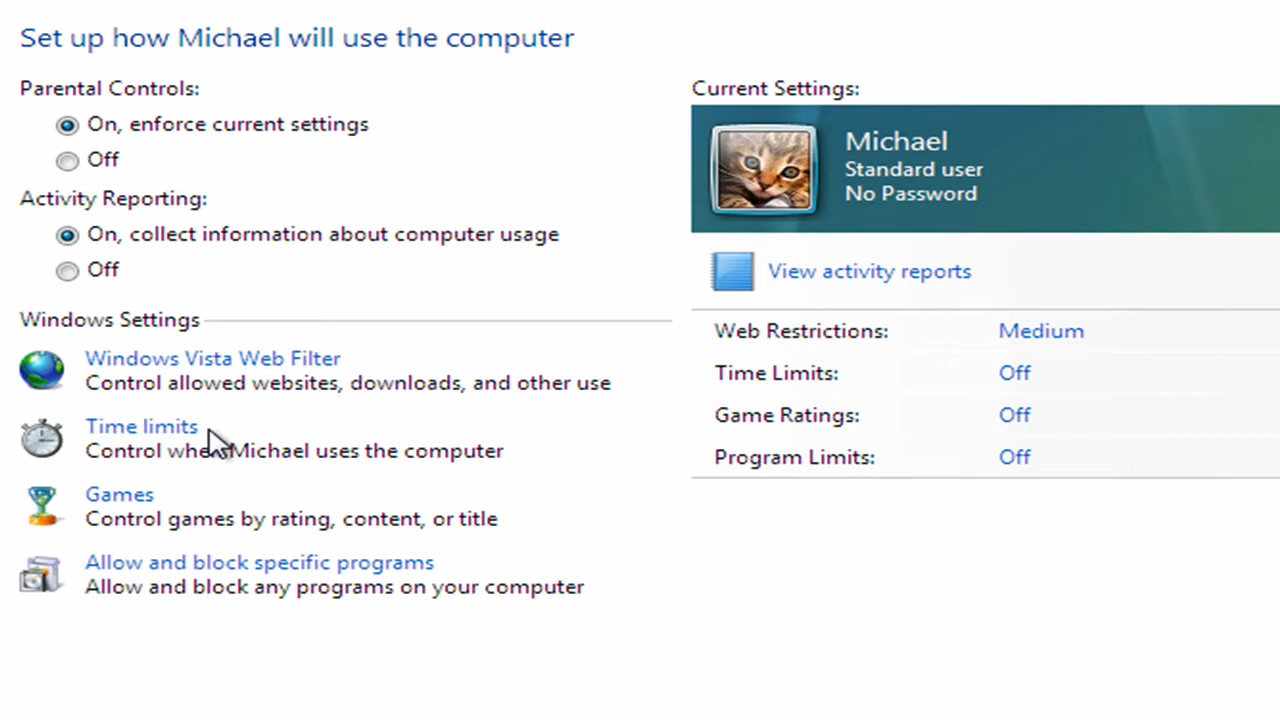 Set up how Michael will use the computer
Parental Controls:
On, enforce current settings
Off
Activity Reporting:
On, collect information about computer usage
Off
Windows Settings
Windows Vista Web Filter
Control allowed websites, downloads, and other use
Time limits
Control when Michael uses the computer
Games
Control games by rating, content, or title
Allow and block specific programs
Allow and block any programs on your computer
Current Settings:
Michael
Standard user
No Password
View activity reports
Web Restrictions: Medium
Time Limits: Off
Game Ratings: Off
Program Limits: Off